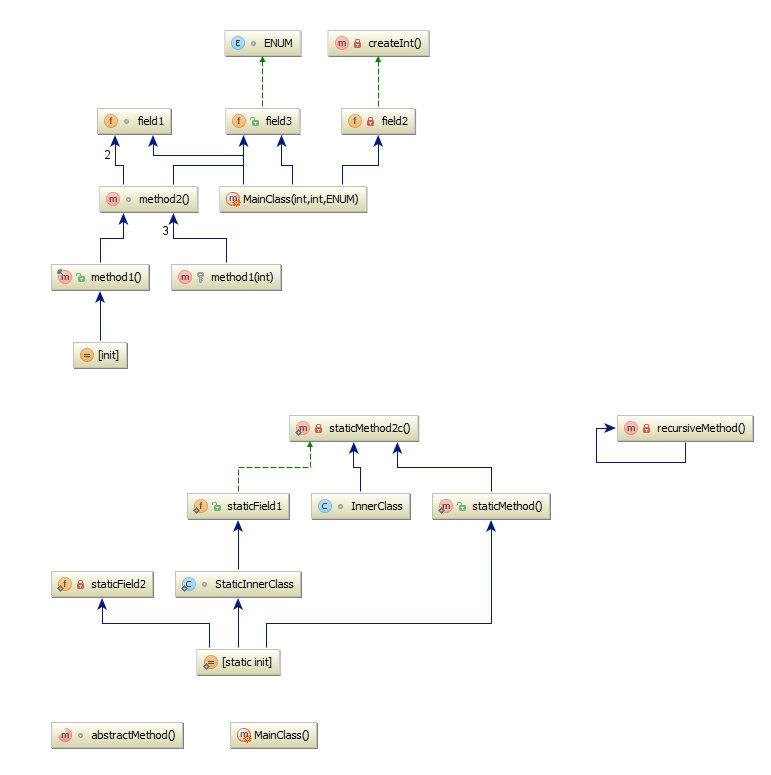 ENUM
createInt()
field1
field3
field2
2
method2()
MainClass(int,int,ENUM)
3
method1()
method1(int)
[init]
staticMethod2c()
recursiveMethod()
staticField1
InnerClass
staticMethod()
staticField2
StaticInnerClass
[static init]
abstractMethod()
MainClass()